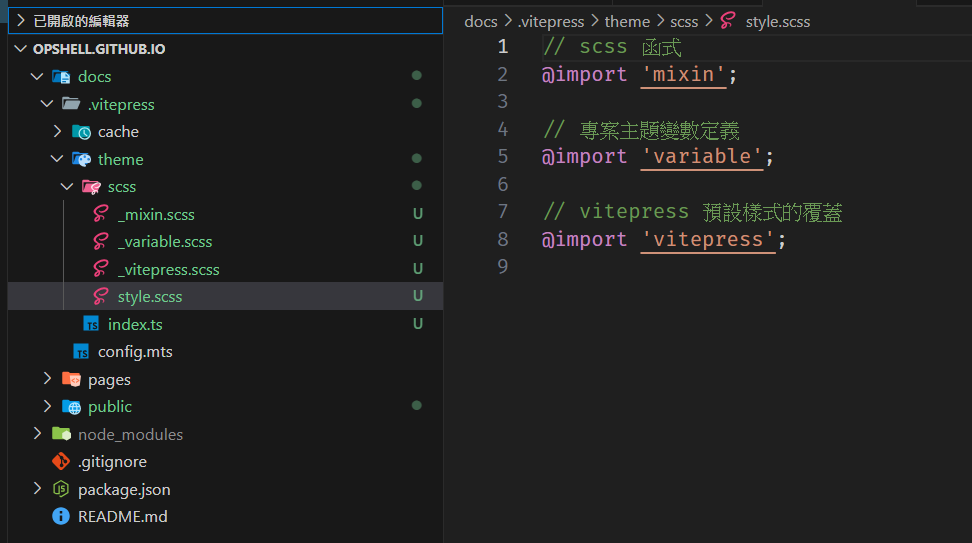 已開啟的編輯器
OPSHELL.GITHUB.IO
docs
.vitepress
cache
theme
scss
_mixin.scss U
_variable.scss U
_vitepress.scss U
style.scss U
TS index.ts U
TS config.mts
pages
public
node_modules
.gitignore
package.json
README.md
docs > .vitepress > theme > scss > style.scss
1 // scss 函式
2 @import 'mixin';
3
4 // 專案主題變數定義
5 @import 'variable';
6
7 // vitepress 預設樣式的覆蓋
8 @import 'vitepress';
9